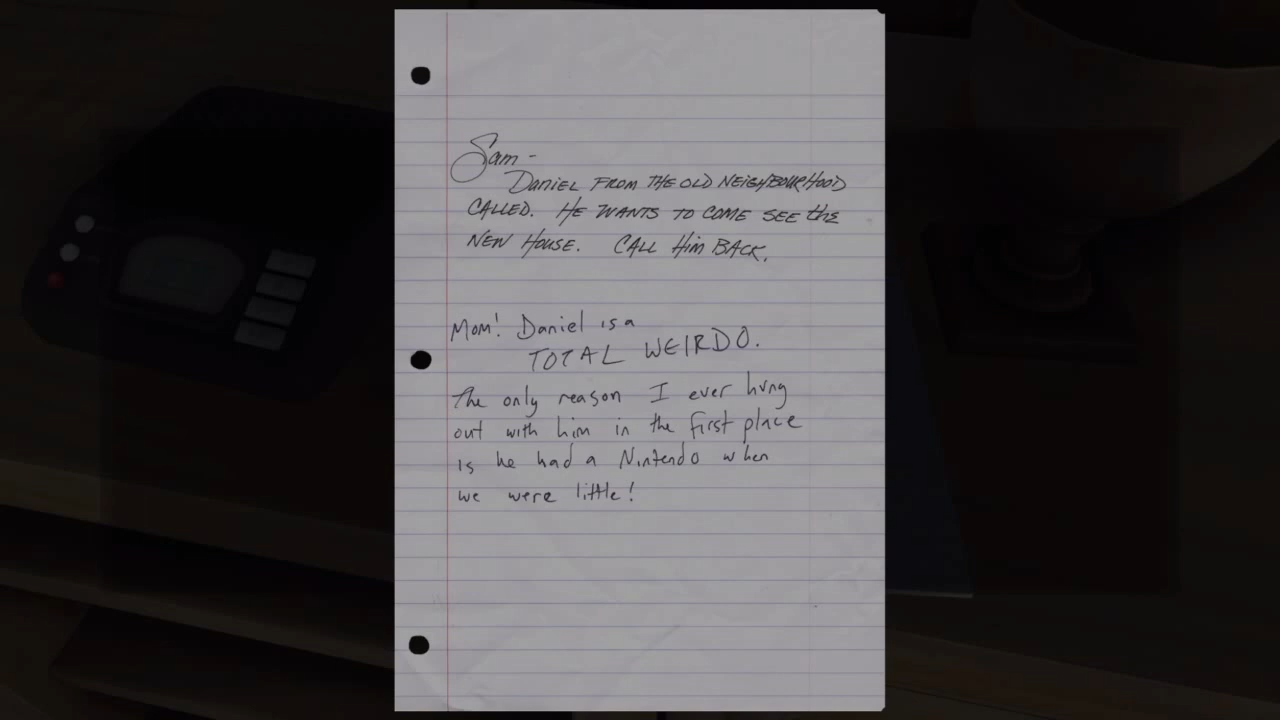 Sam -
DANIEL FROM THE OLD NEIGHBOURHOOD
CALLED. HE WANTS TO COME SEE the
NEW HOUSE. CALL HIM BACK.
Mom! Daniel is a
TOTAL WEIRDO.
The only reason I ever hung
out with him in the first place
is he had a Nintendo when
we were little!